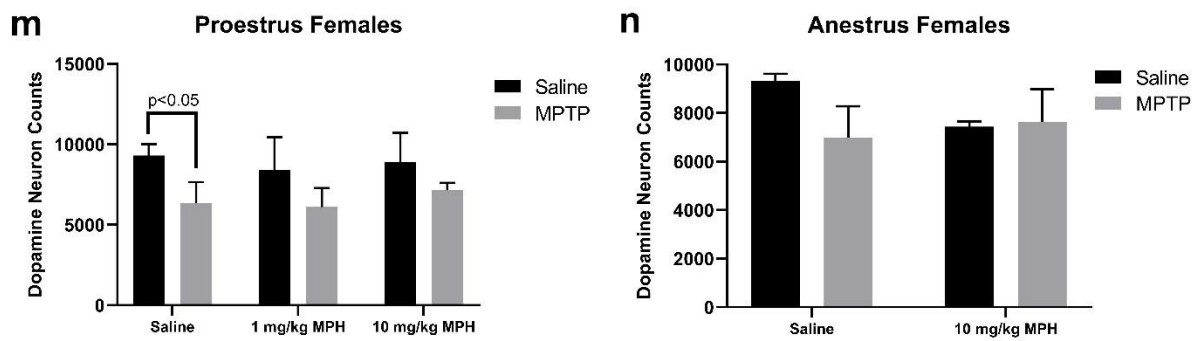 m
Proestrus Females
Dopamine Neuron Counts
15000
10000
5000
0
p<0.05
Saline
MPTP
Saline
1 mg/kg MPH
10 mg/kg MPH
n
Anestrus Females
Dopamine Neuron Counts
10000
8000
6000
4000
2000
0
Saline
MPTP
Saline
10 mg/kg MPH